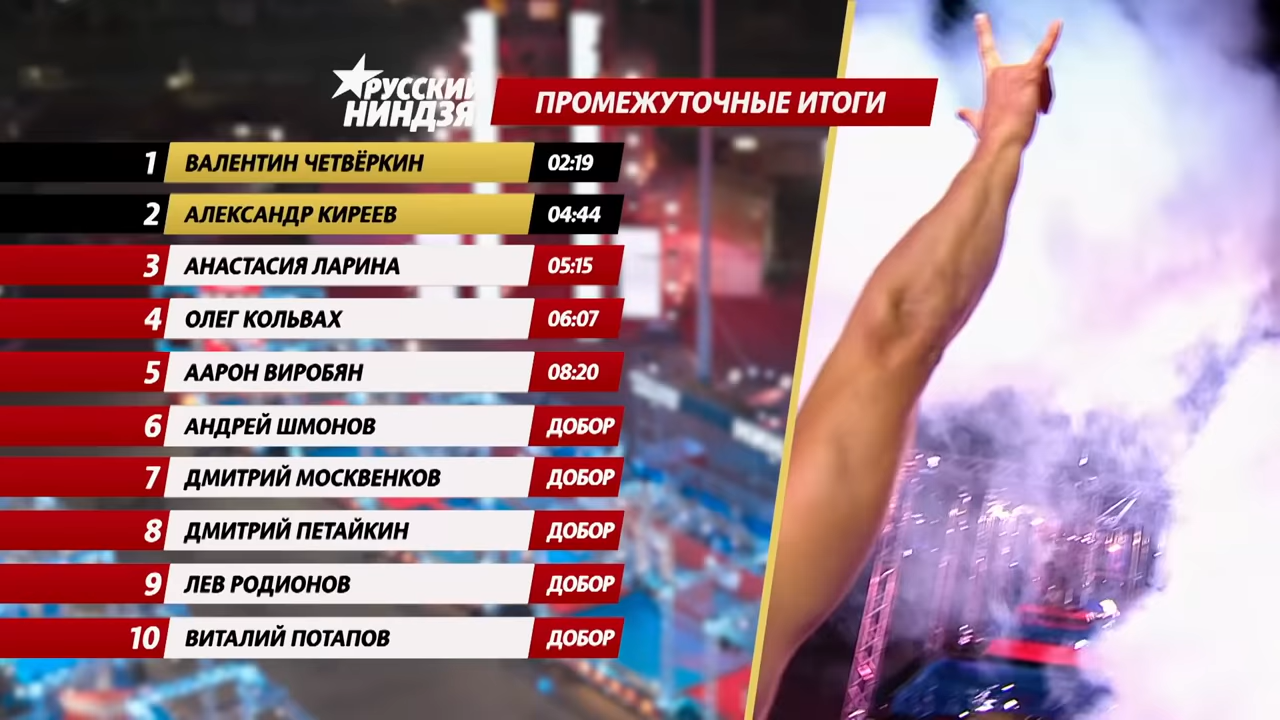 РУССКИЙ
НИНДЗЯ
ПРОМЕЖУТОЧНЫЕ ИТОГИ
1 ВАЛЕНТИН ЧЕТВЁРКИН 02:19
2 АЛЕКСАНДР КИРЕЕВ 04:44
3 АНАСТАСИЯ ЛАРИНА 05:15
4 ОЛЕГ КОЛЬВАХ 06:07
5 ААРОН ВИРОБЯН 08:20
6 АНДРЕЙ ШМОНОВ ДОБОР
7 ДМИТРИЙ МОСКВЕНКОВ ДОБОР
8 ДМИТРИЙ ПЕТАЙКИН ДОБОР
9 ЛЕВ РОДИОНОВ ДОБОР
10 ВИТАЛИЙ ПОТАПОВ ДОБОР